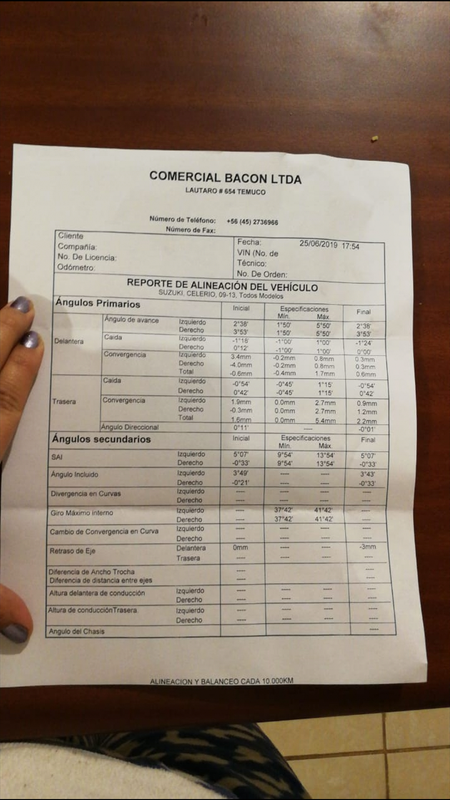 COMERCIAL BACON LTDA
LAUTARO # 654 TEMUCO
Número de Teléfono: +56 (45) 2736966
Número de Fax:
Cliente Fecha: 25/06/2019 17:54
Compañía: VIN (No. de
No. De Licencia: Técnico:
Odómetro: No. De Orden:
REPORTE DE ALINEACIÓN DEL VEHÍCULO
SUZUKI, CELERIO, 09-13, Todos Modelos
Ángulos Primarios Inicial Especificaciones Final
Mín. Máx.
Delantera Ángulo de avance Izquierdo 2°36' 1°50' 5°50' 2°36'
Derecho 3°53' 1°50' 5°50' 3°53'
Caída Izquierdo -1°18' -1°00' 1°00' -1°24'
Derecho 0°12' -1°00' 1°00' 0°00'
Convergencia Izquierdo 3.4mm -0.2mm 0.8mm 0.3mm
Derecho -4.0mm -0.2mm 0.8mm 0.3mm
Total -0.6mm -0.4mm 1.7mm 0.6mm
Trasera Caída Izquierdo -0°54' -0°45' 1°15' -0°54'
Derecho 0°42' -0°45' 1°15' 0°42'
Convergencia Izquierdo 1.9mm 0.0mm 2.7mm 0.9mm
Derecho -0.3mm 0.0mm 2.7mm 1.2mm
Total 1.6mm 0.0mm 5.4mm 2.2mm
Ángulo Direccional 0°11' ---- -0°01'
Ángulos secundarios Inicial Especificaciones Final
Mín. Máx.
SAI Izquierdo 5°07' 9°54' 13°54' 5°07'
Derecho -0°33' 9°54' 13°54' -0°33'
Ángulo Incluido Izquierdo 3°49' ---- ---- 3°43'
Derecho -0°21' ---- ---- -0°33'
Divergencia en Curvas Izquierdo ---- ---- ---- ----
Derecho ---- ---- ---- ----
Giro Máximo interno Izquierdo ---- 37°42' 41°42' ----
Derecho ---- 37°42' 41°42' ----
Cambio de Convergencia en Curva Izquierdo ---- ---- ---- ----
Derecho ---- ---- ---- ----
Retraso de Eje Delantera 0mm ---- ---- -3mm
Trasera ---- ---- ---- ----
Diferencia de Ancho Trocha ---- ---- ---- ----
Diferencia de distancia entre ejes ---- ---- ---- ----
Altura delantera de conducción Izquierdo ---- ---- ---- ----
Derecho ---- ---- ---- ----
Altura de conducciónTrasera. Izquierdo ---- ---- ---- ----
Derecho ---- ---- ---- ----
Angulo del Chasis ----
ALINEACION Y BALANCEO CADA 10.000KM